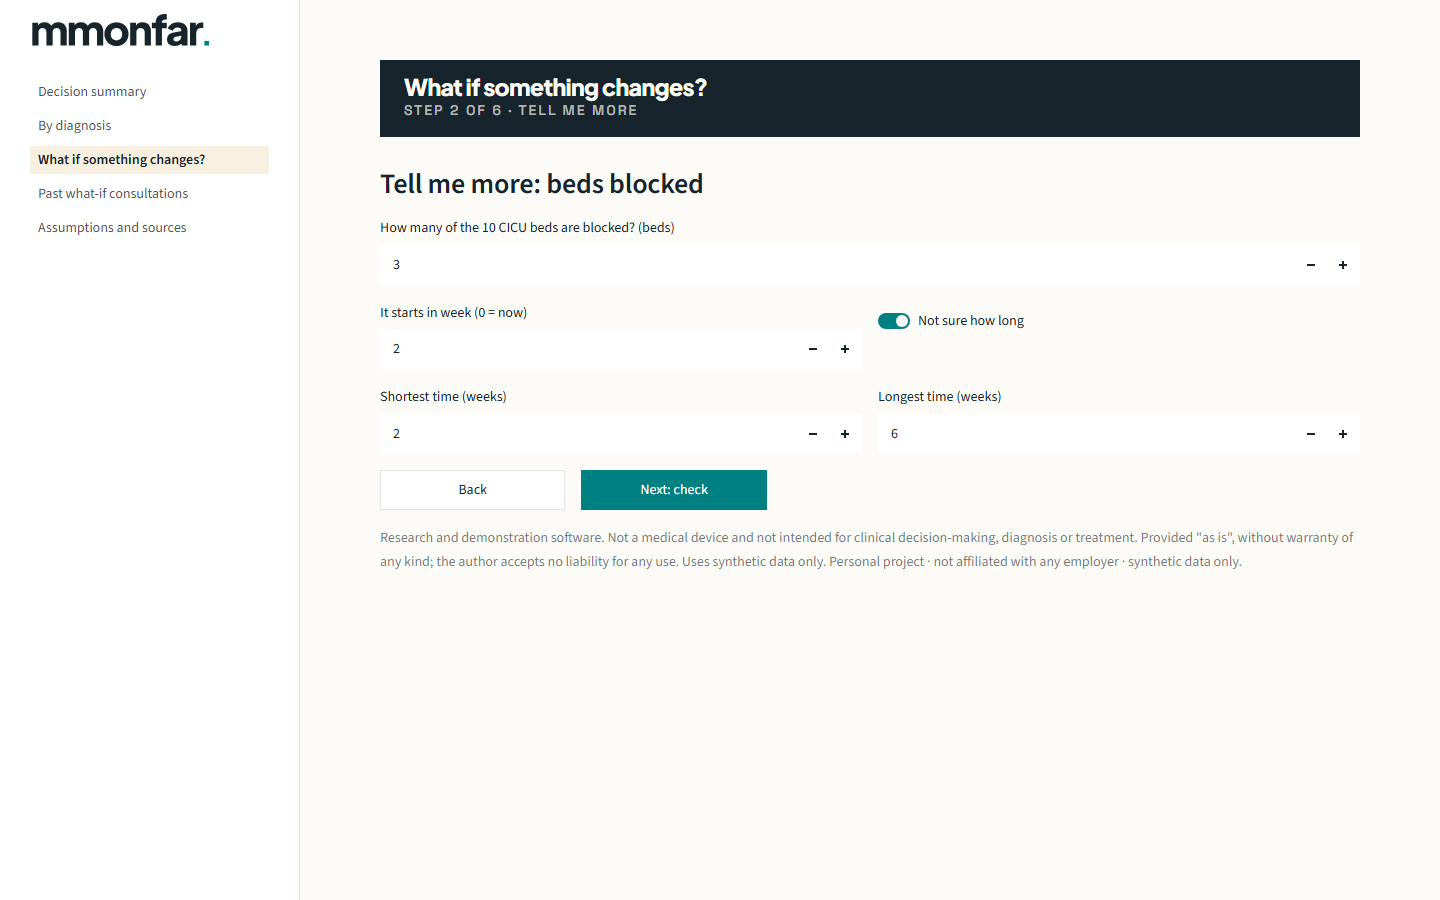 mmonfar.
Decision summary
By diagnosis
What if something changes?
Past what-if consultations
Assumptions and sources
What if something changes?
STEP 2 OF 6 · TELL ME MORE
Tell me more: beds blocked
How many of the 10 CICU beds are blocked? (beds)
3
It starts in week (0 = now)
Not sure how long
2
Shortest time (weeks)
Longest time (weeks)
2
6
Back
Next: check
Research and demonstration software. Not a medical device and not intended for clinical decision-making, diagnosis or treatment. Provided "as is", without warranty of
any kind; the author accepts no liability for any use. Uses synthetic data only. Personal project · not affiliated with any employer · synthetic data only.